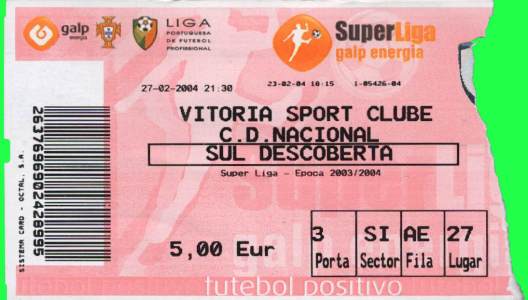 galp
energia
LIGA
PORTUGUESA
DE FUTEBOL
PROFISSIONAL
SuperLiga
galp energia
27-02-2004 21:30
23-02-04 18:15
1-05426-04
VITORIA SPORT CLUBE
C.D.NACIONAL
SUL DESCOBERTA
Super Liga - Epoca 2003/2004
5,00 Eur
3 SI AE 27
Porta Sector Fila Lugar
futebol positivo
2637696902428995
SISTEMA CARD - OCTAL, S.A.